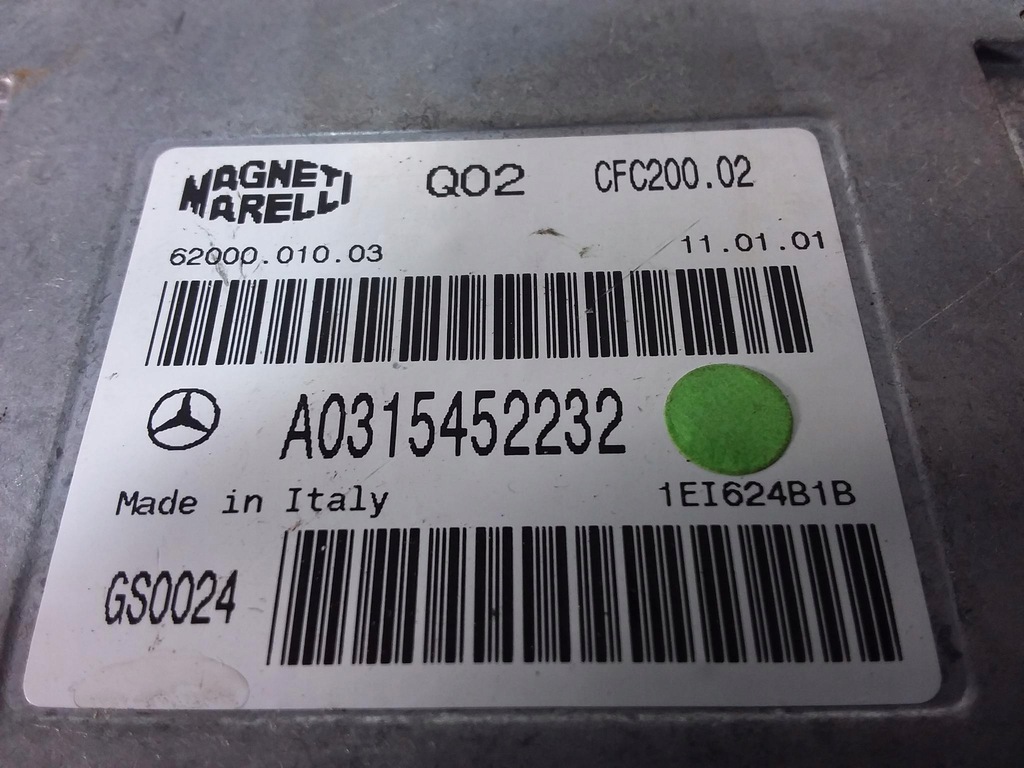 MAGNETI MARELLI
Q02 CFC200.02
62000.010.03 11.01.01
A0315452232
Made in Italy 1EI624B1B
GS0024